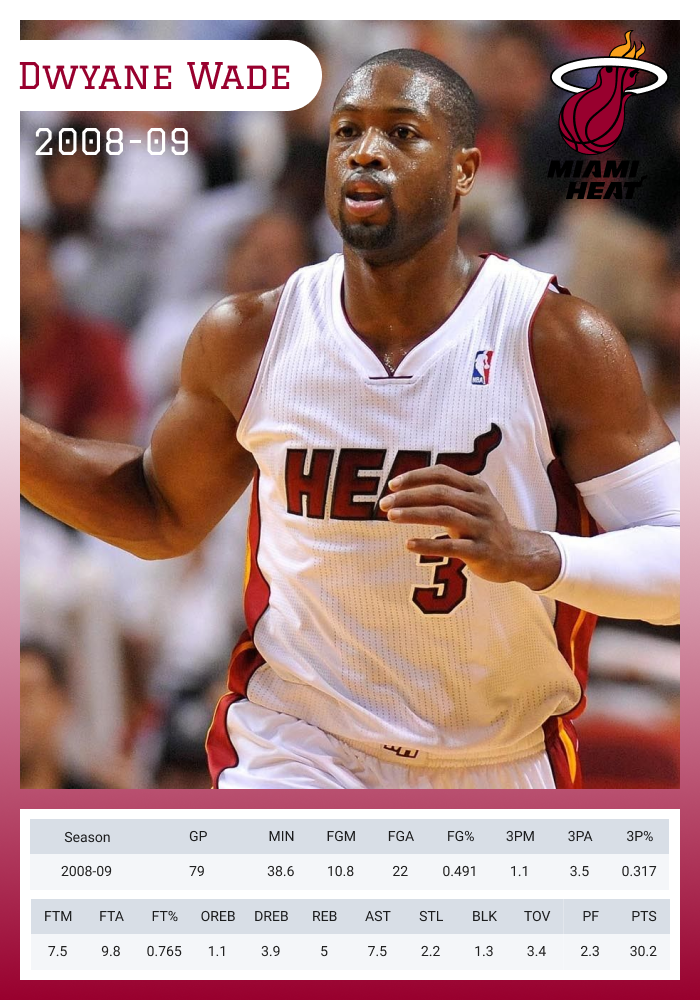 Dwyane Wade
2008-09
MIAMI
HEAT
NBA
HEAT
3
Season GP MIN FGM FGA FG% 3PM 3PA 3P%
2008-09 79 38.6 10.8 22 0.491 1.1 3.5 0.317
FTM FTA FT% OREB DREB REB AST STL BLK TOV PF PTS
7.5 9.8 0.765 1.1 3.9 5 7.5 2.2 1.3 3.4 2.3 30.2